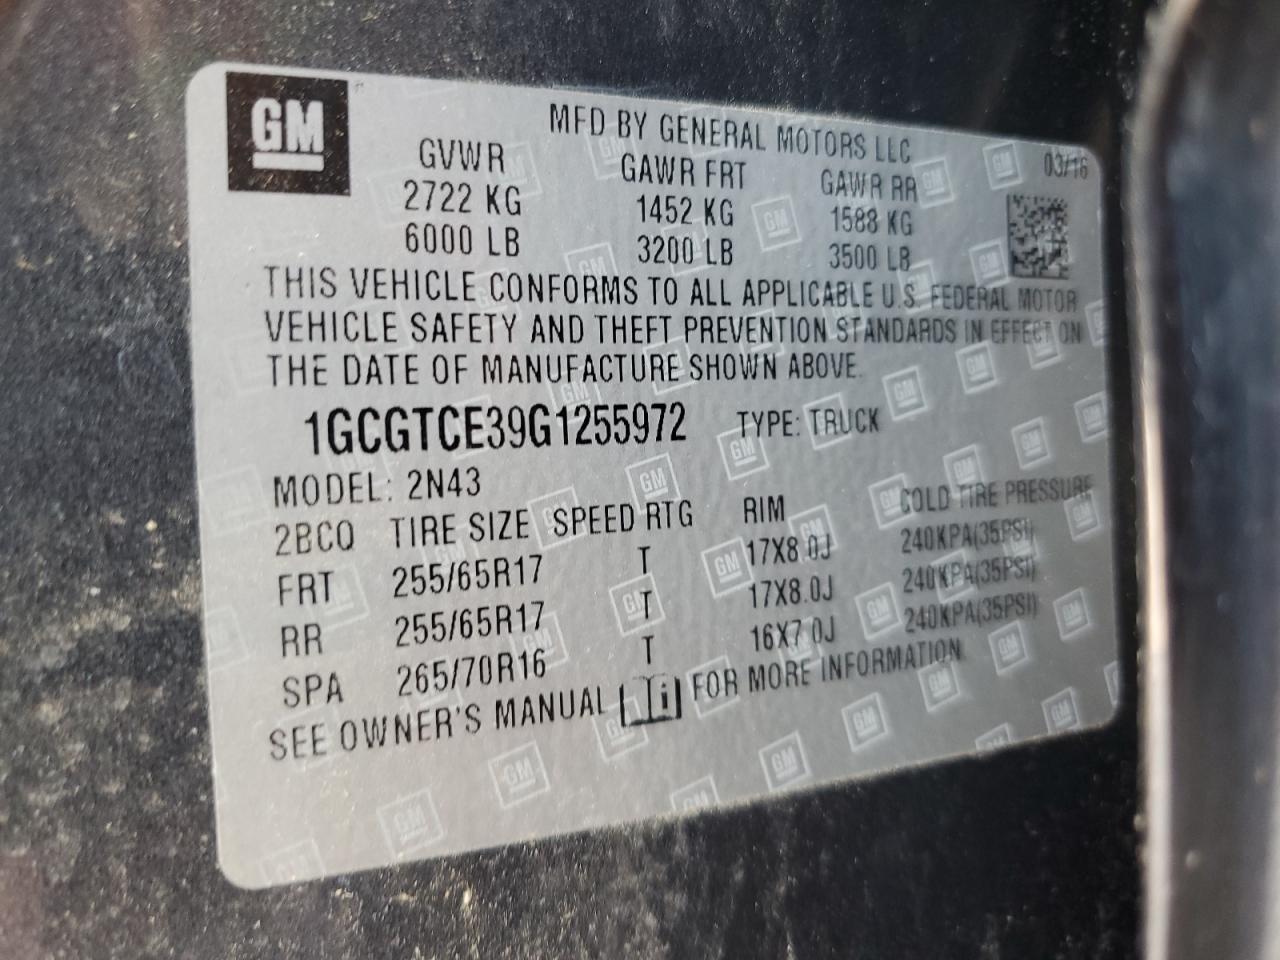 GM
MFD BY GENERAL MOTORS LLC
03/16
GVWR GAWR FRT GAWR RR
2722 KG 1452 KG 1588 KG
6000 LB 3200 LB 3500 LB
THIS VEHICLE CONFORMS TO ALL APPLICABLE U.S. FEDERAL MOTOR
VEHICLE SAFETY AND THEFT PREVENTION STANDARDS IN EFFECT ON
THE DATE OF MANUFACTURE SHOWN ABOVE.
1GCGTCE39G1255972 TYPE: TRUCK
MODEL: 2N43
2BCQ TIRE SIZE SPEED RTG RIM COLD TIRE PRESSURE
FRT 255/65R17 T 17X8.0J 240KPA(35PSI)
RR 255/65R17 T 17X8.0J 240KPA(35PSI)
SPA 265/70R16 T 16X7.0J 240KPA(35PSI)
SEE OWNER'S MANUAL i FOR MORE INFORMATION